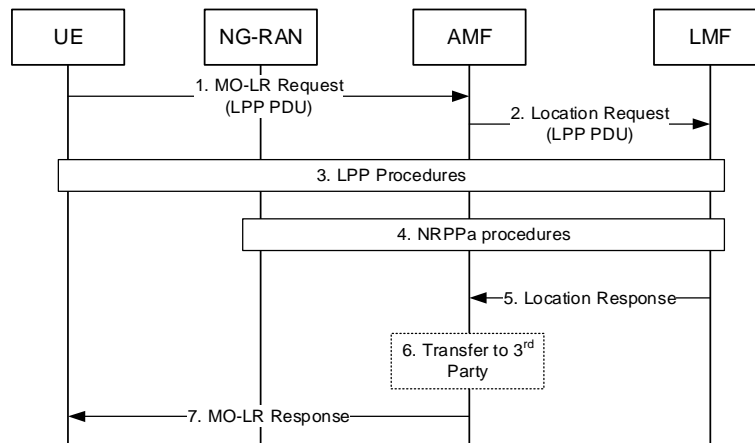 UE
NG-RAN
AMF
LMF
1. MO-LR Request
(LPP PDU)
2. Location Request
(LPP PDU)
3. LPP Procedures
4. NRPPa procedures
5. Location Response
6. Transfer to 3rd
Party
7. MO-LR Response